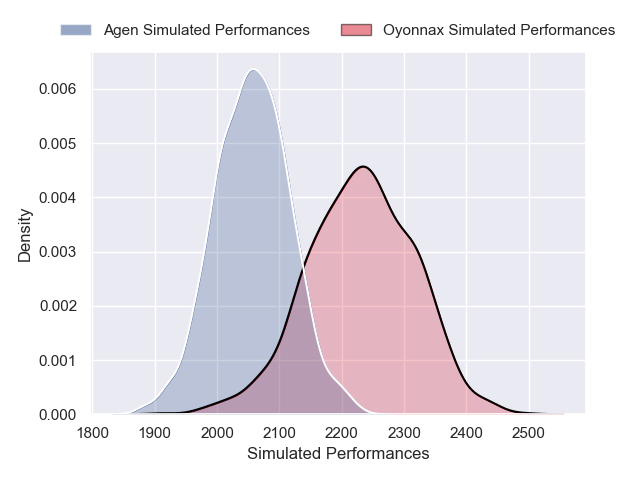 Agen Simulated Performances
Oyonnax Simulated Performances
0.006
0.005
0.004
0.003
0.002
0.001
0.000
Density
1800 1900 2000 2100 2200 2300 2400 2500
Simulated Performances